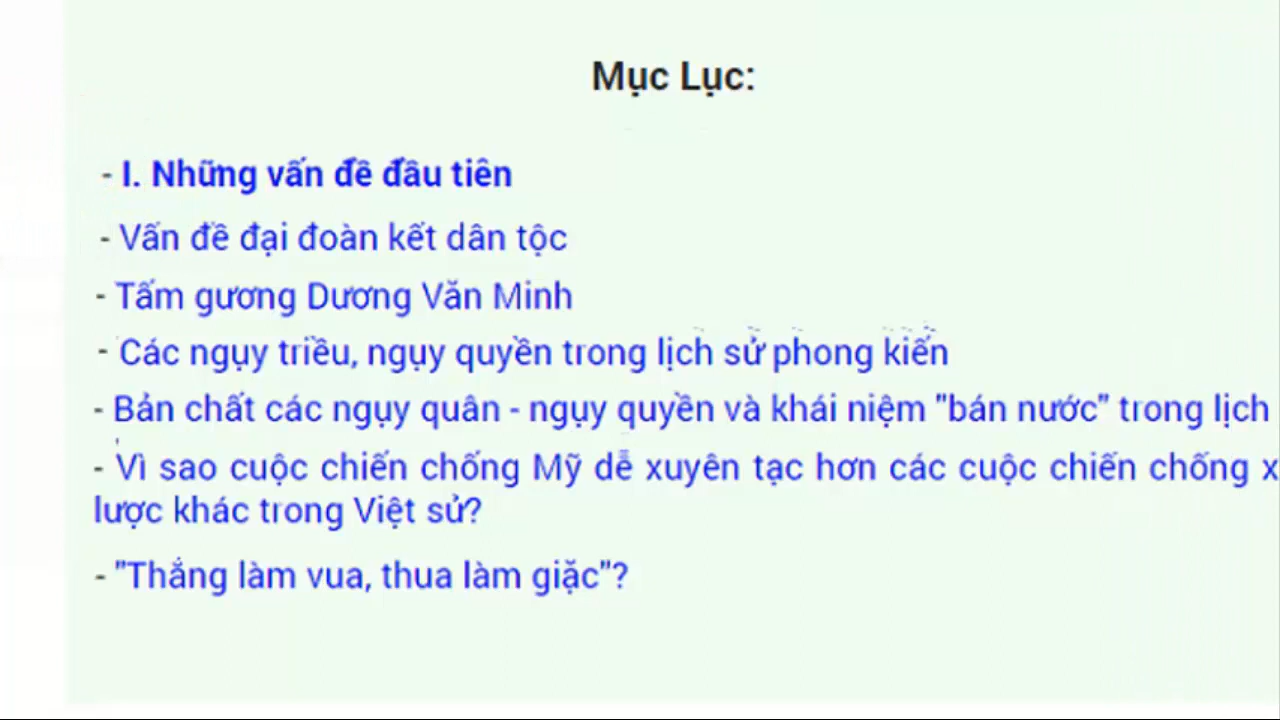 Mục Lục:
- I. Những vấn đề đầu tiên
- Vấn đề đại đoàn kết dân tộc
- Tấm gương Dương Văn Minh
- Các ngụy triều, ngụy quyền trong lịch sử phong kiến
- Bản chất các ngụy quân - ngụy quyền và khái niệm "bán nước" trong lịch
- Vì sao cuộc chiến chống Mỹ dễ xuyên tạc hơn các cuộc chiến chống x
lược khác trong Việt sử?
- "Thắng làm vua, thua làm giặc"?